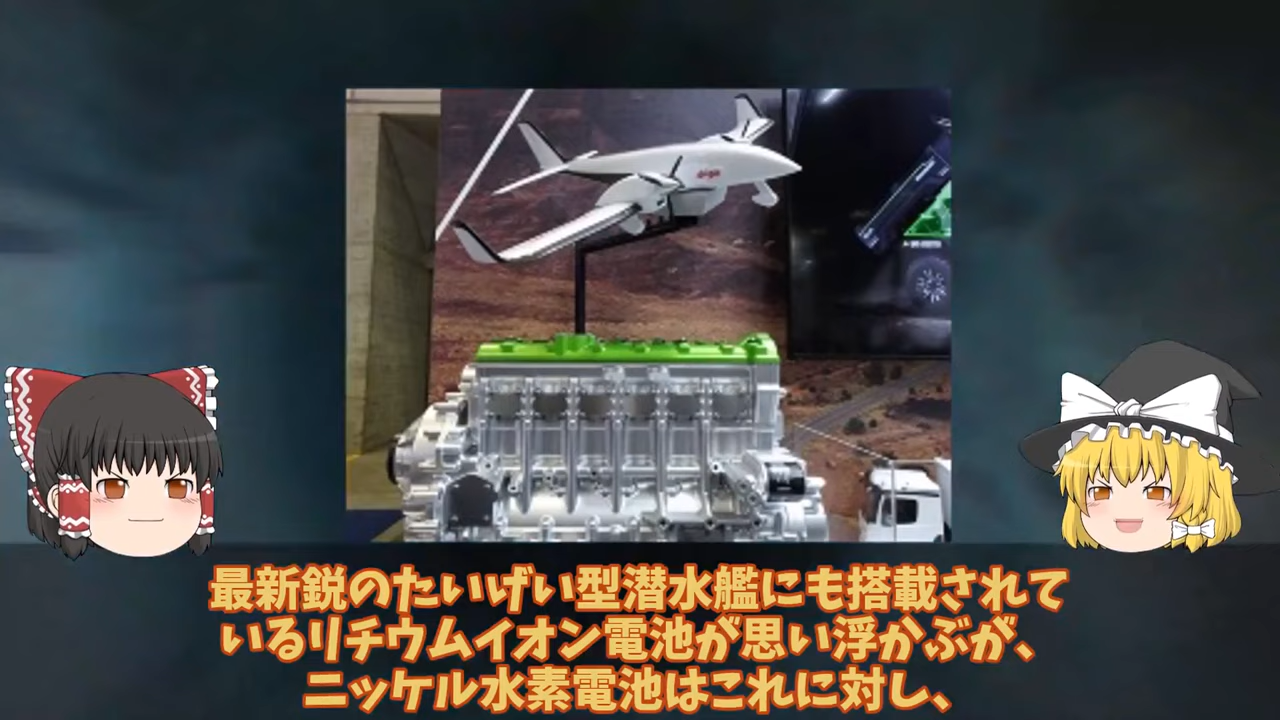 最新鋭のたいげい型潜水艦にも搭載されて
いるリチウムイオン電池が思い浮かぶが、
ニッケル水素電池はこれに対し、